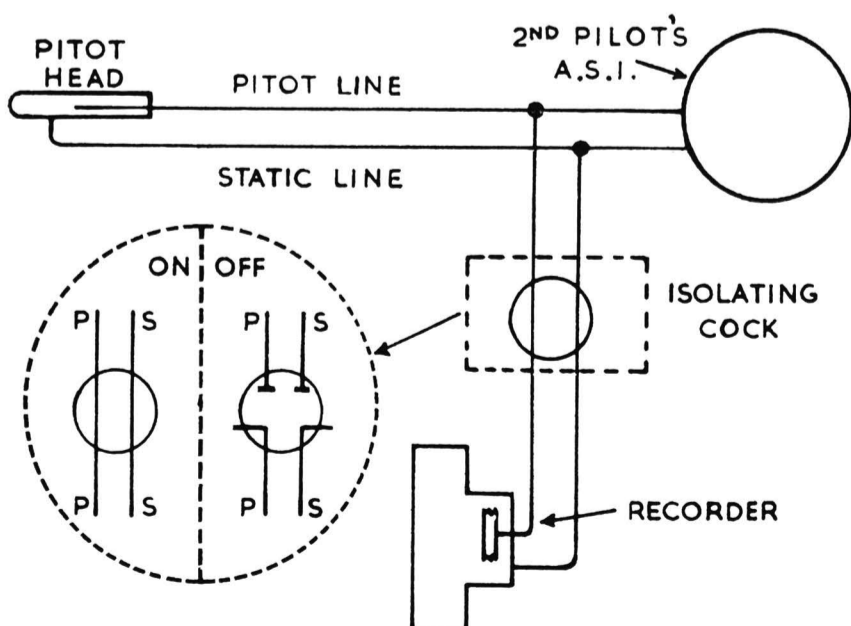 PITOT
HEAD
PITOT LINE
2ND PILOT'S
A.S.I.
STATIC LINE
ON OFF
P S P S
P S P S
ISOLATING
COCK
RECORDER